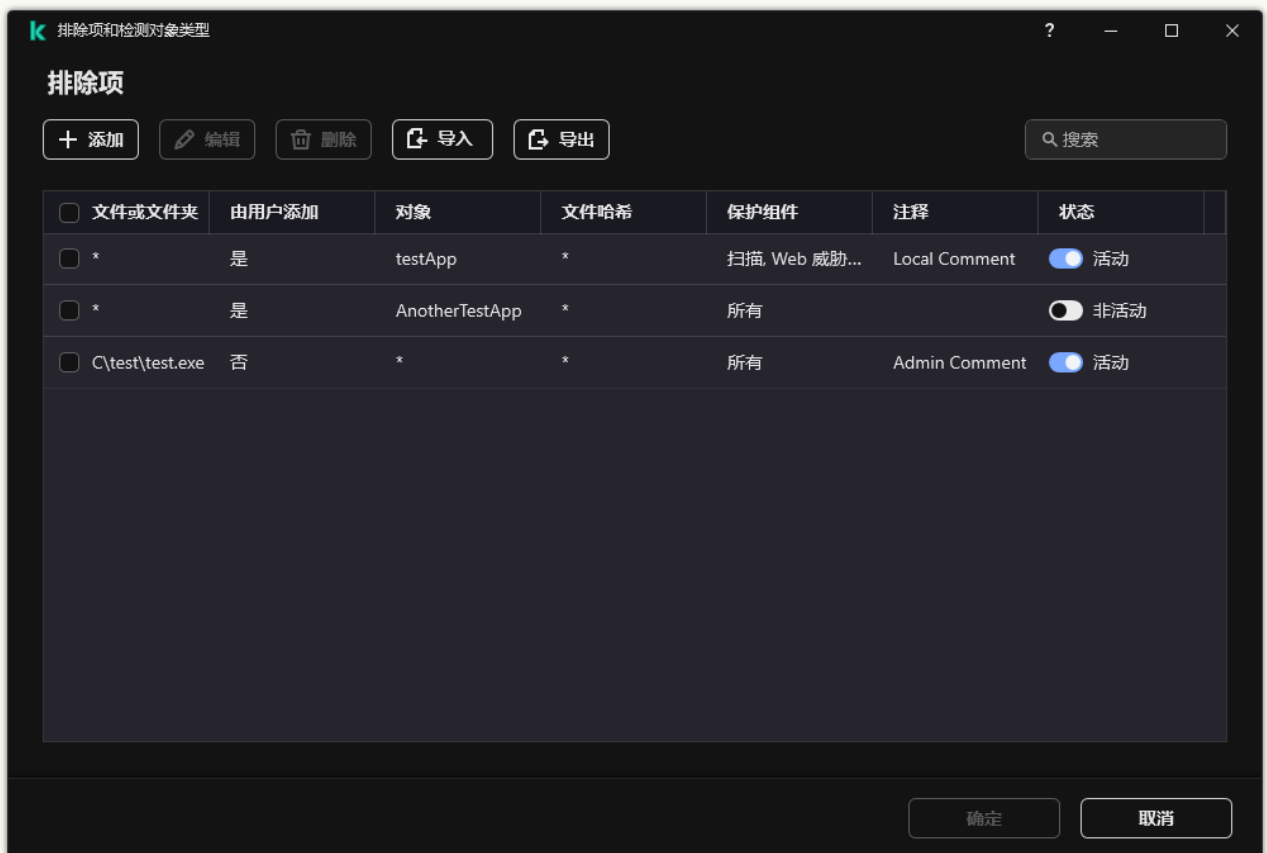 排除项和检测对象类型 ?
排除项
添加 编辑 删除 导入 导出 搜索
文件或文件夹 由用户添加 对象 文件哈希 保护组件 注释 状态
* 是 testApp * 扫描, Web 威胁... Local Comment 活动
* 是 AnotherTestApp * 所有 非活动
C\test\test.exe 否 * * 所有 Admin Comment 活动
确定 取消